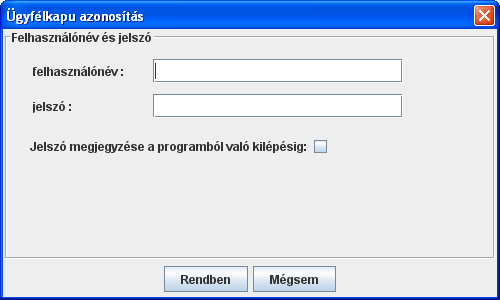 Ügyfélkapu azonosítás
Felhasználónév és jelszó
felhasználónév :
jelszó :
Jelszó megjegyzése a programból való kilépésig:
Rendben Mégsem